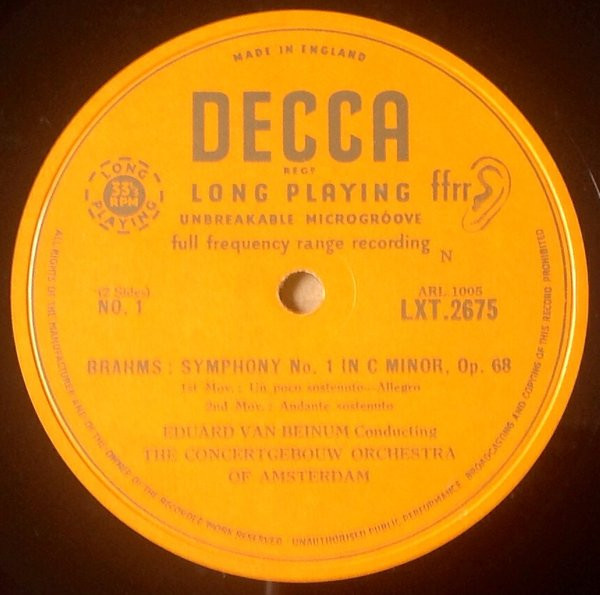 MADE IN ENGLAND
DECCA
REGD
LONG PLAYING
UNBREAKABLE MICROGROOVE
full frequency range recording
ffrr
N
LONG
33⅓
RPM
PLAYING
(2 Sides)
NO. 1
ARL 1005
LXT.2675
BRAHMS : SYMPHONY No. 1 IN C MINOR, Op. 68
1st Mov.: Un poco sostenuto—Allegro
2nd Mov.: Andante sostenuto
EDUARD VAN BEINUM Conducting
THE CONCERTGEBOUW ORCHESTRA
OF AMSTERDAM
ALL RIGHTS OF THE MANUFACTURER AND OF THE OWNER OF THE RECORDED WORK RESERVED. UNAUTHORISED PUBLIC PERFORMANCE, BROADCASTING AND COPYING OF THIS RECORD PROHIBITED